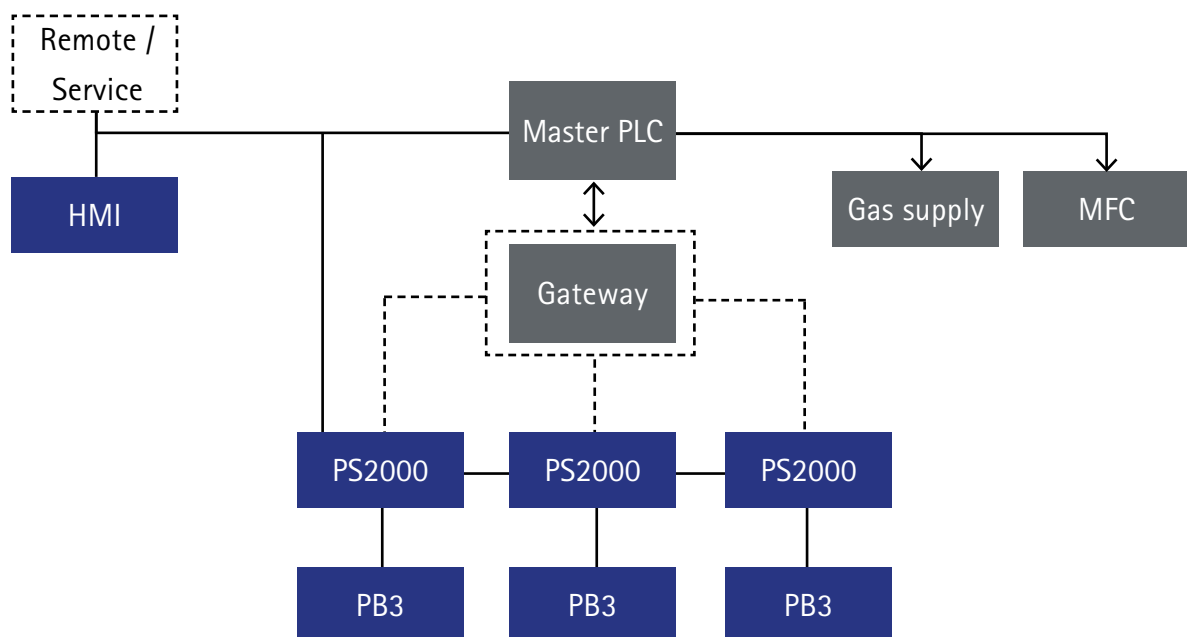 Remote /
Service
Master PLC
HMI
Gas supply
MFC
Gateway
PS2000
PS2000
PS2000
PB3
PB3
PB3